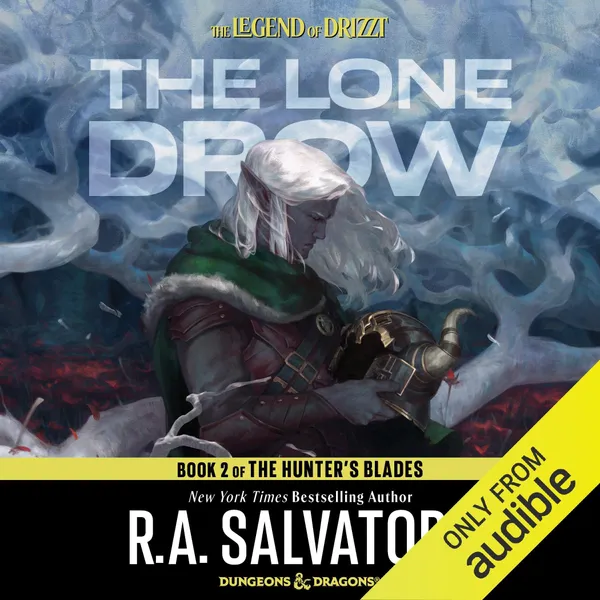 THE LEGEND OF DRIZZT
THE LONE
DROW
BOOK 2 OF THE HUNTER'S BLADES
New York Times Bestselling Author
R.A. SALVATOR
DUNGEONS & DRAGONS®
ONLY FROM
audible